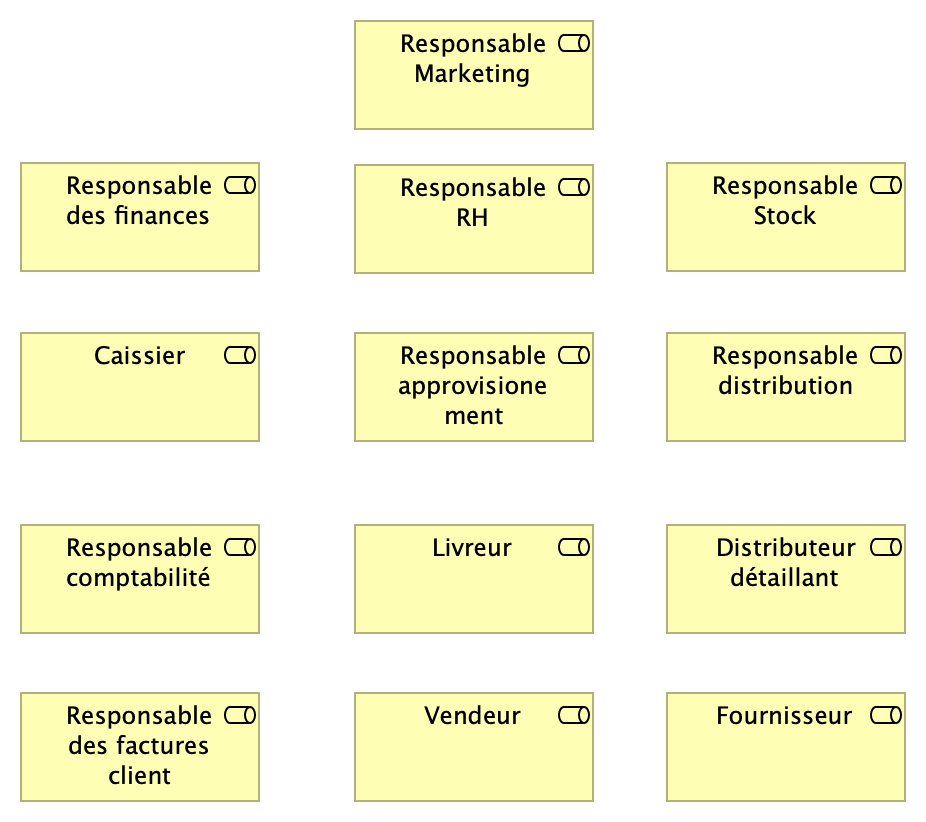 Responsable
Marketing
Responsable
des finances
Responsable
RH
Responsable
Stock
Caissier
Responsable
approvisione
ment
Responsable
distribution
Responsable
comptabilité
Livreur
Distributeur
détaillant
Responsable
des factures
client
Vendeur
Fournisseur